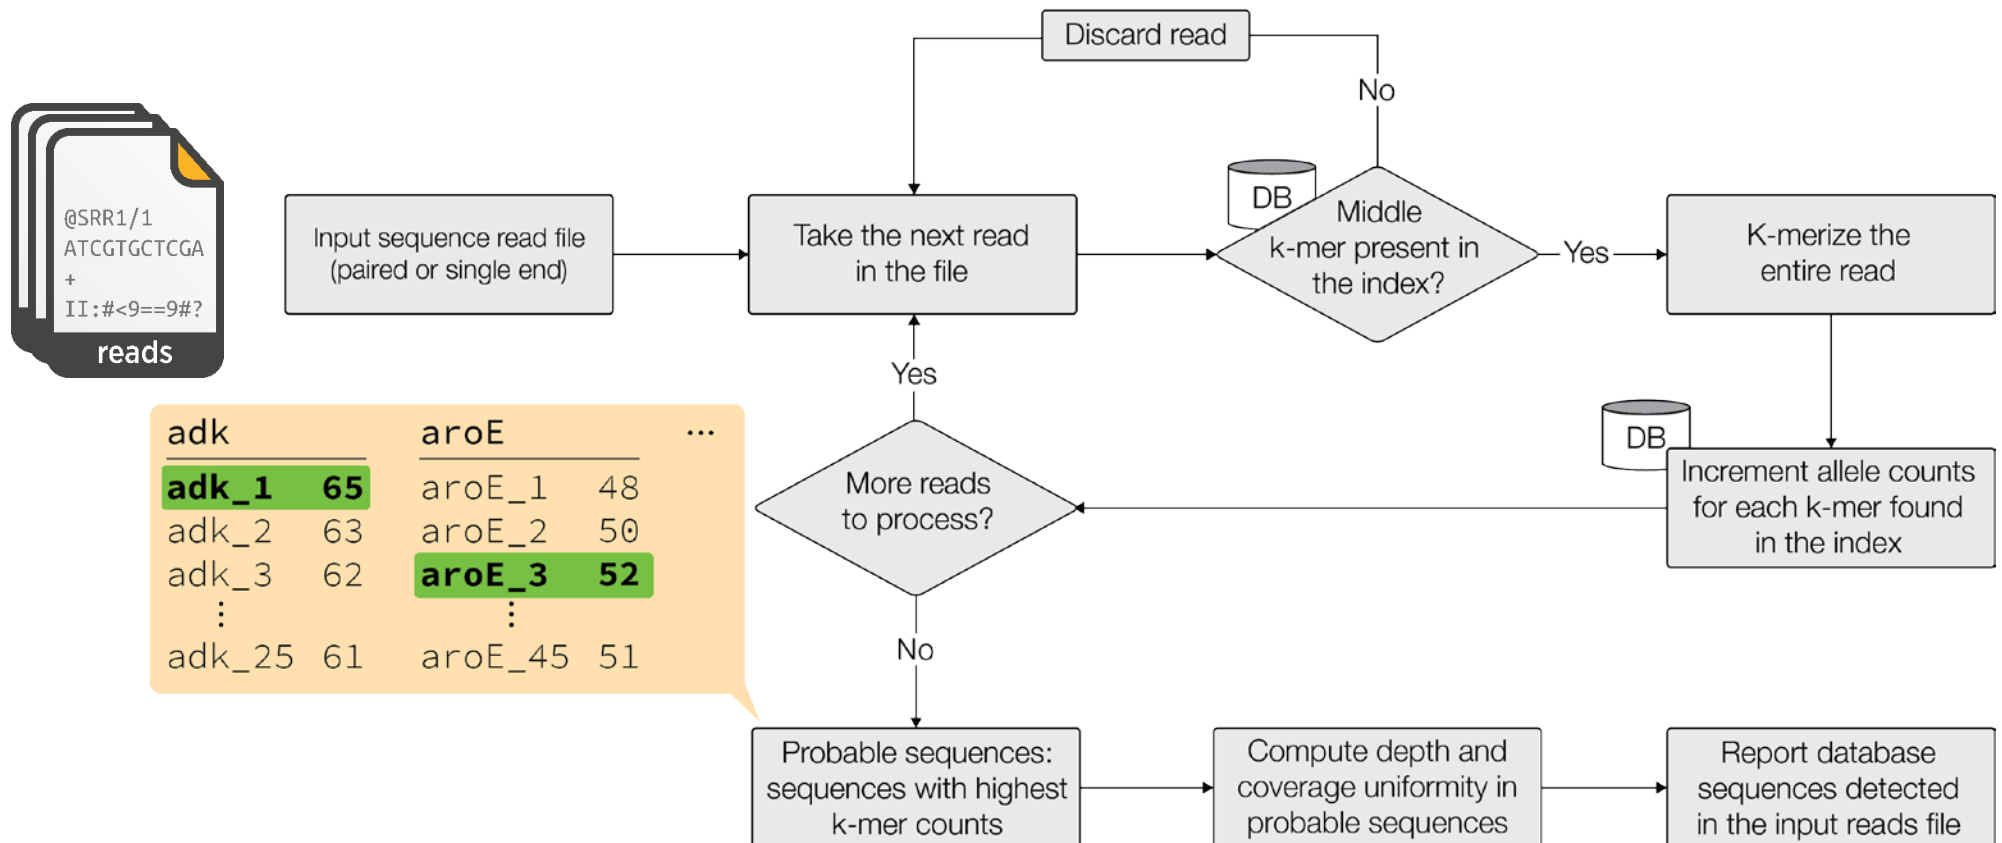 Discard read
No
@SRR1/1
ATCGTGCTCGA
+
II:#<9==9#?
reads
Input sequence read file
(paired or single end)
Take the next read
in the file
DB
Middle
k-mer present in
the index?
Yes
K-merize the
entire read
Yes
DB
Increment allele counts
for each k-mer found
in the index
More reads
to process?
adk aroE ...
adk_1 65 aroE_1 48
adk_2 63 aroE_2 50
adk_3 62 aroE_3 52
⋮ ⋮
adk_25 61 aroE_45 51
No
Probable sequences:
sequences with highest
k-mer counts
Compute depth and
coverage uniformity in
probable sequences
Report database
sequences detected
in the input reads file